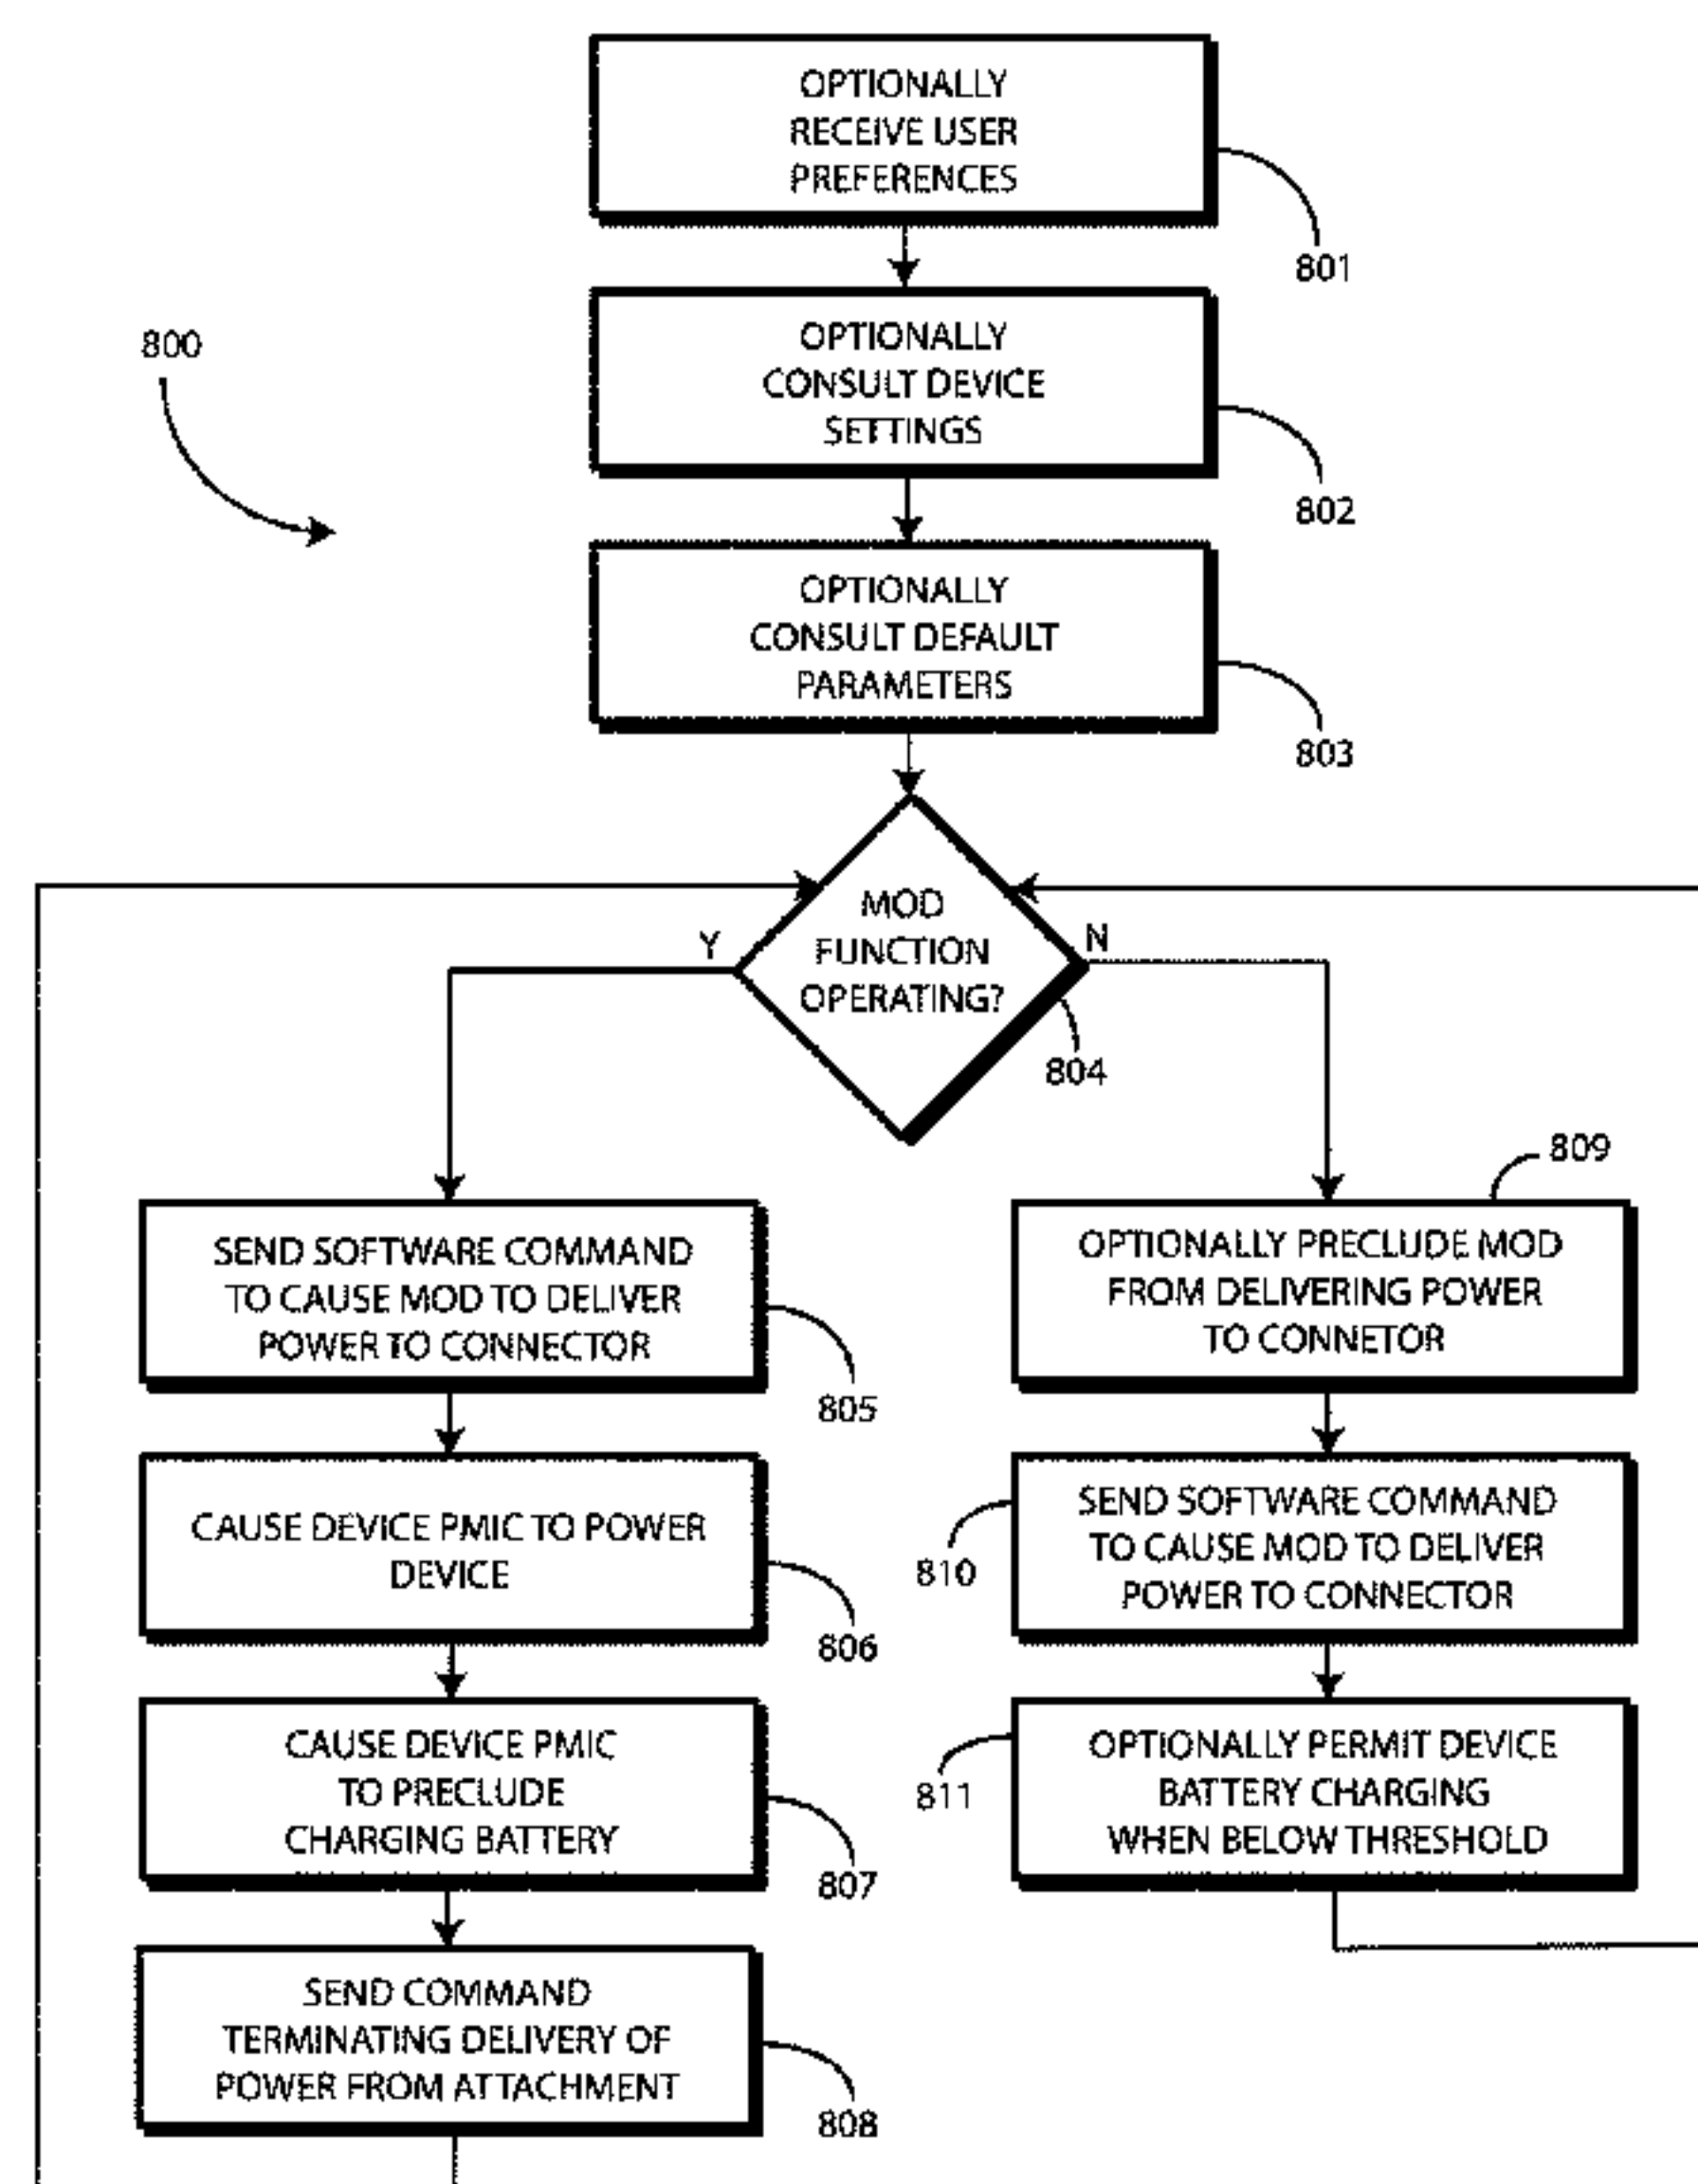 OPTIONALLY
RECEIVE USER
PREFERENCES
801
800
OPTIONALLY
CONSULT DEVICE
SETTINGS
802
OPTIONALLY
CONSULT DEFAULT
PARAMETERS
803
MOD
FUNCTION
OPERATING?
Y
N
804
SEND SOFTWARE COMMAND
TO CAUSE MOD TO DELIVER
POWER TO CONNECTOR
805
CAUSE DEVICE PMIC TO POWER
DEVICE
806
CAUSE DEVICE PMIC
TO PRECLUDE
CHARGING BATTERY
807
SEND COMMAND
TERMINATING DELIVERY OF
POWER FROM ATTACHMENT
808
809
OPTIONALLY PRECLUDE MOD
FROM DELIVERING POWER
TO CONNETOR
SEND SOFTWARE COMMAND
TO CAUSE MOD TO DELIVER
POWER TO CONNECTOR
810
OPTIONALLY PERMIT DEVICE
BATTERY CHARGING
WHEN BELOW THRESHOLD
811